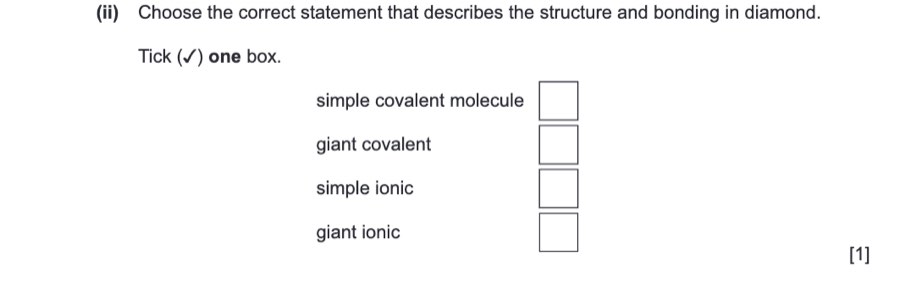 (ii) Choose the correct statement that describes the structure and bonding in diamond.
Tick (✓) one box.
simple covalent molecule
giant covalent
simple ionic
giant ionic
[1]